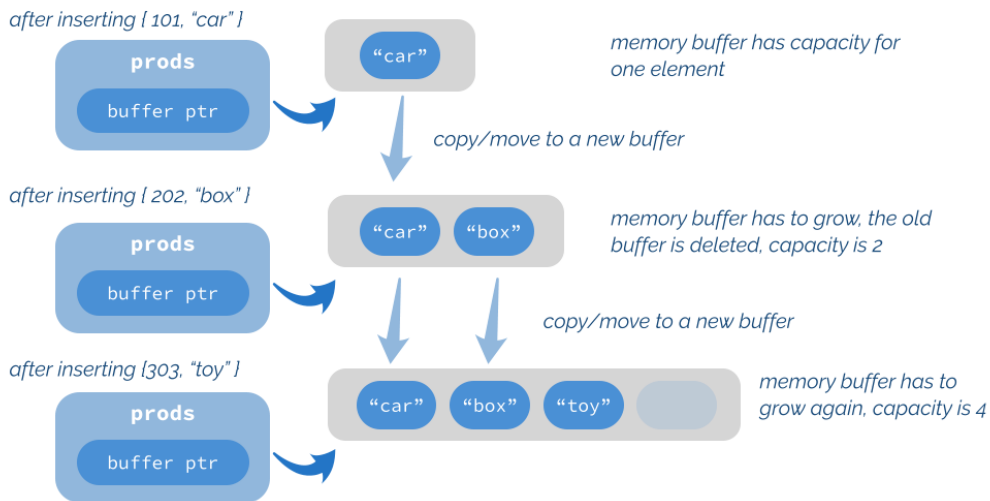 after inserting { 101, “car” }
prods
buffer ptr
“car”
memory buffer has capacity for
one element
copy/move to a new buffer
after inserting { 202, “box” }
prods
buffer ptr
“car”
“box”
memory buffer has to grow, the old
buffer is deleted, capacity is 2
copy/move to a new buffer
after inserting {303, “toy” }
prods
buffer ptr
“car”
“box”
“toy”
memory buffer has to
grow again, capacity is 4